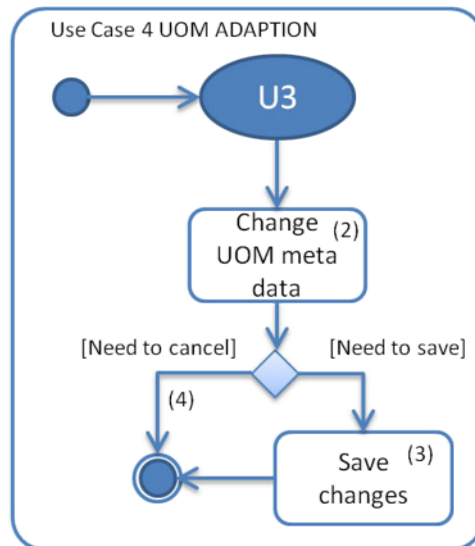 Use Case 4 UOM ADAPTION
U3
Change (2)
UOM meta
data
[Need to cancel] [Need to save]
(4)
Save (3)
changes